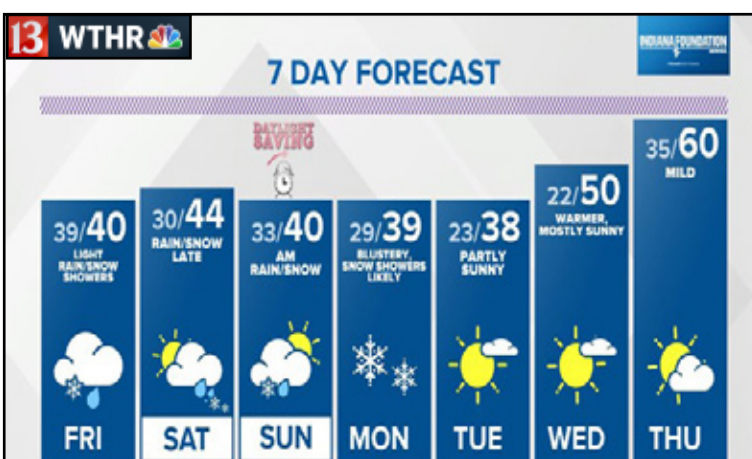 13 WTHR
INDIANA FOUNDATION
7 DAY FORECAST
DAYLIGHT
SAVING
39/40
LIGHT
RAIN/SNOW
SHOWERS
FRI
30/44
RAIN/SNOW
LATE
SAT
33/40
AM
RAIN/SNOW
SUN
29/39
BLUSTERY,
SNOW SHOWERS
LIKELY
MON
23/38
PARTLY
SUNNY
TUE
22/50
WARMER,
MOSTLY SUNNY
WED
35/60
MILD
THU